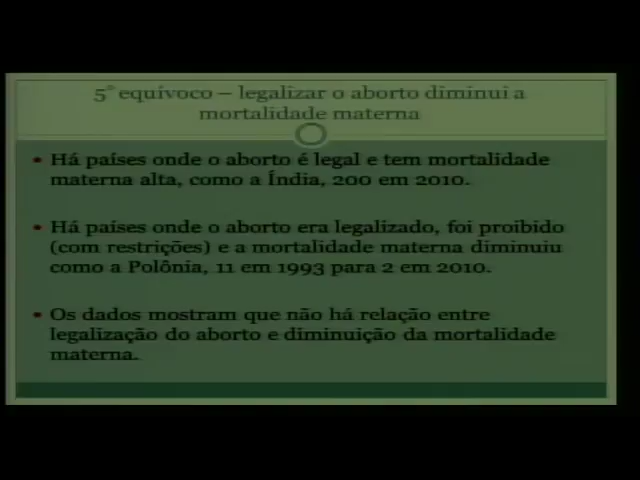 5º equívoco – legalizar o aborto diminui a
mortalidade materna
• Há países onde o aborto é legal e tem mortalidade
materna alta, como a Índia, 200 em 2010.
• Há países onde o aborto era legalizado, foi proibido
(com restrições) e a mortalidade materna diminuiu
como a Polônia, 11 em 1993 para 2 em 2010.
• Os dados mostram que não há relação entre
legalização do aborto e diminuição da mortalidade
materna.